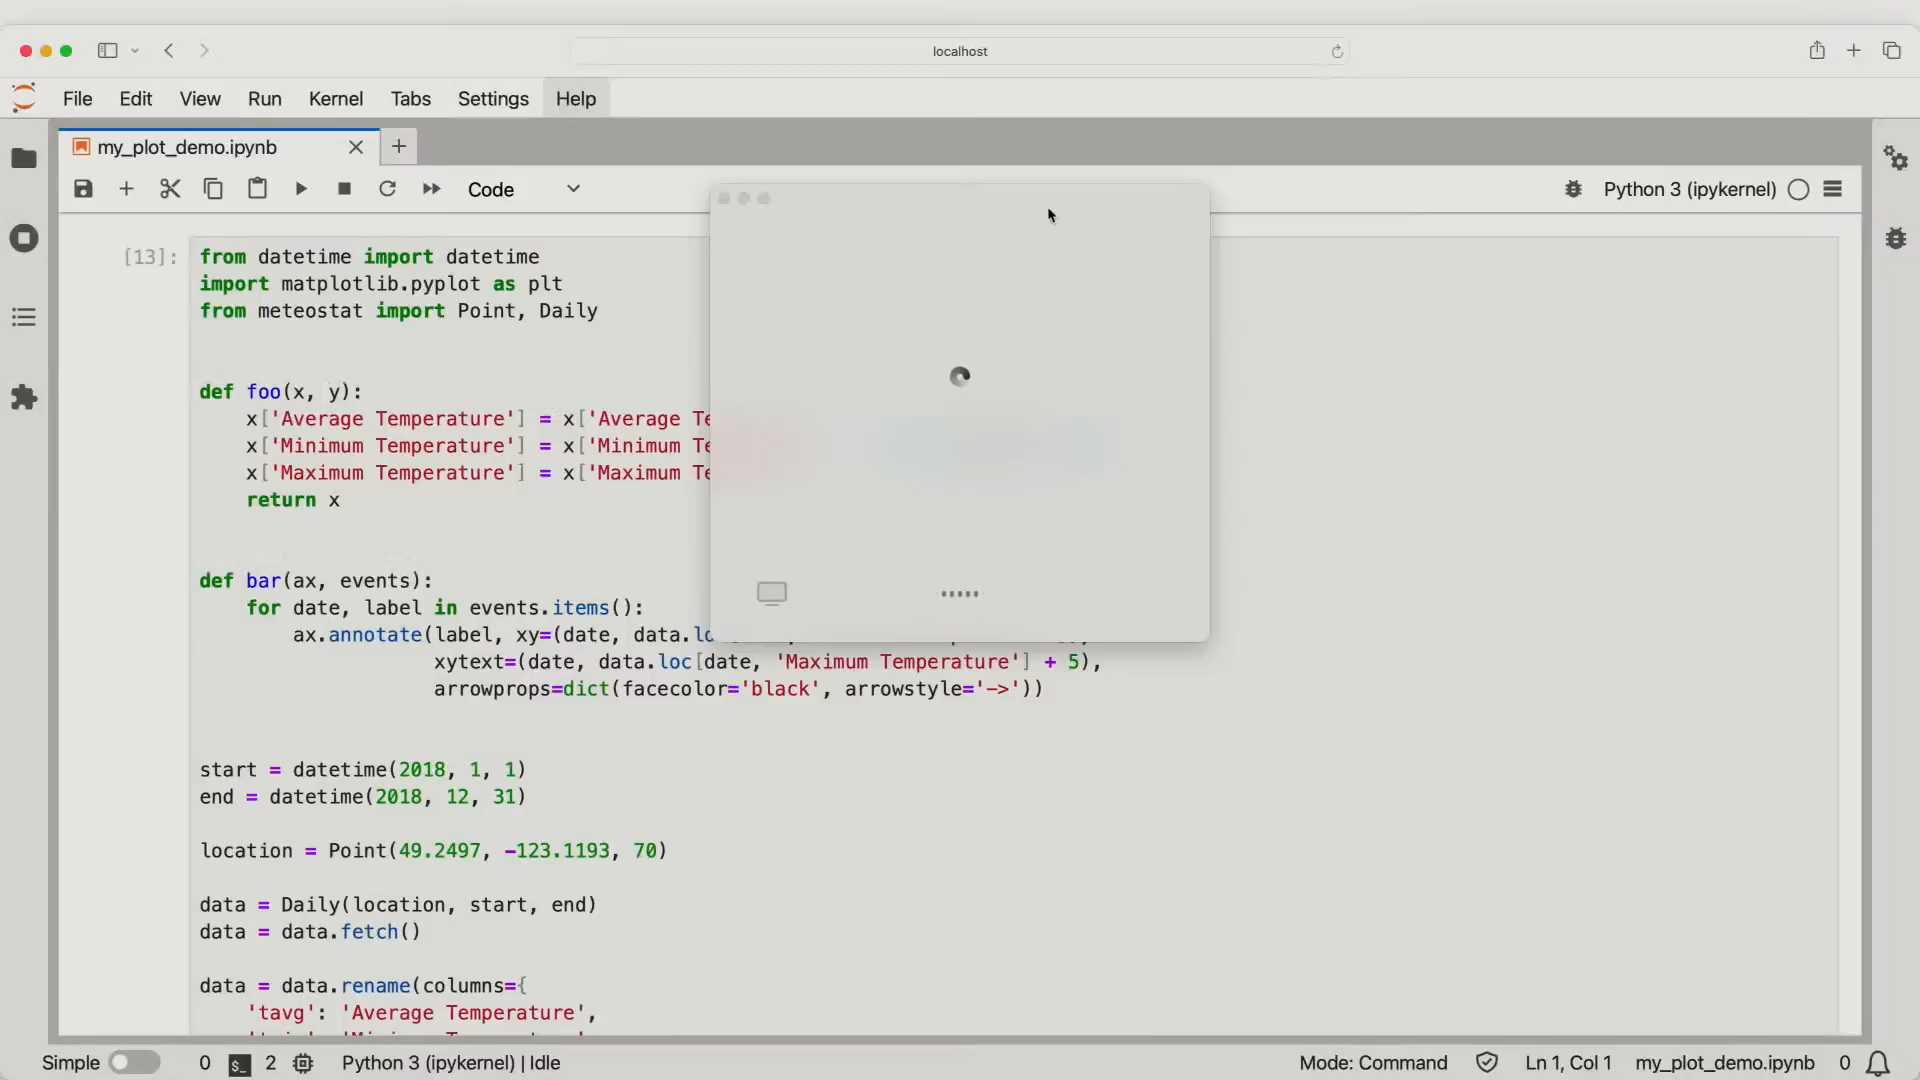 localhost
File Edit View Run Kernel Tabs Settings Help
my_plot_demo.ipynb
Code
Python 3 (ipykernel)
[13]:
from datetime import datetime
import matplotlib.pyplot as plt
from meteostat import Point, Daily
def foo(x, y):
x['Average Temperature'] = x['Average Te
x['Minimum Temperature'] = x['Minimum Te
x['Maximum Temperature'] = x['Maximum Te
return x
def bar(ax, events):
for date, label in events.items():
ax.annotate(label, xy=(date, data.lo
xytext=(date, data.loc[date, 'Maximum Temperature'] + 5),
arrowprops=dict(facecolor='black', arrowstyle='->'))
start = datetime(2018, 1, 1)
end = datetime(2018, 12, 31)
location = Point(49.2497, -123.1193, 70)
data = Daily(location, start, end)
data = data.fetch()
data = data.rename(columns={
'tavg': 'Average Temperature',
Simple 0 $_ 2 Python 3 (ipykernel) | Idle
Mode: Command Ln 1, Col 1 my_plot_demo.ipynb 0